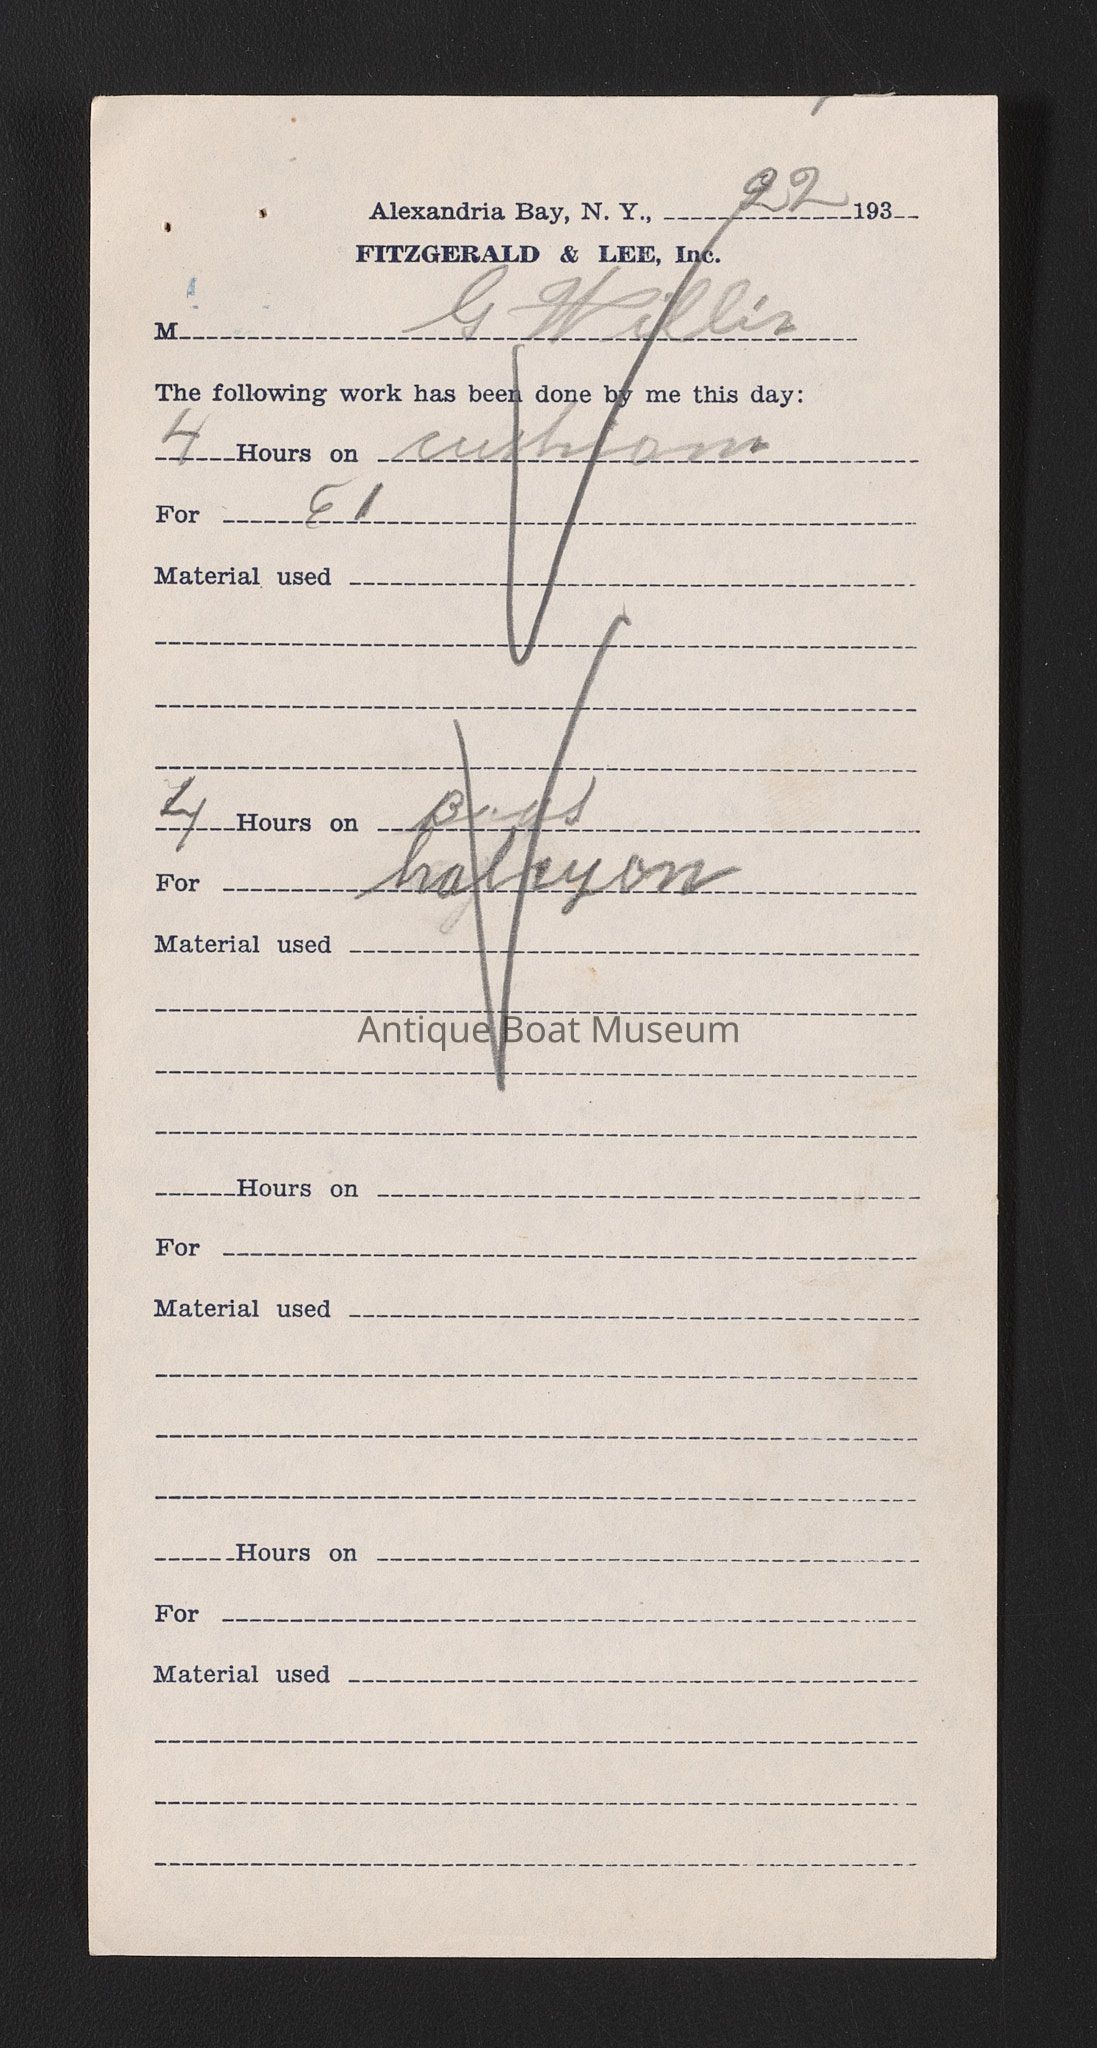 Alexandria Bay, N. Y., 22 193
FITZGERALD & LEE, Inc.
M G Willix
The following work has been done by me this day:
4 Hours on cushions
For E 1
Material used
4 Hours on
For halcyon
Material used
Antique Boat Museum
Hours on
For
Material used
Hours on
For
Material used